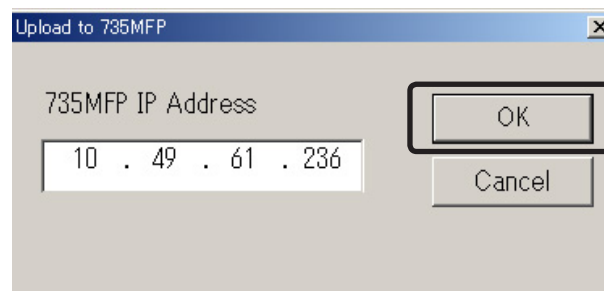 Upload to 735MFP
735MFP IP Address
10 . 49 . 61 . 236
OK
Cancel